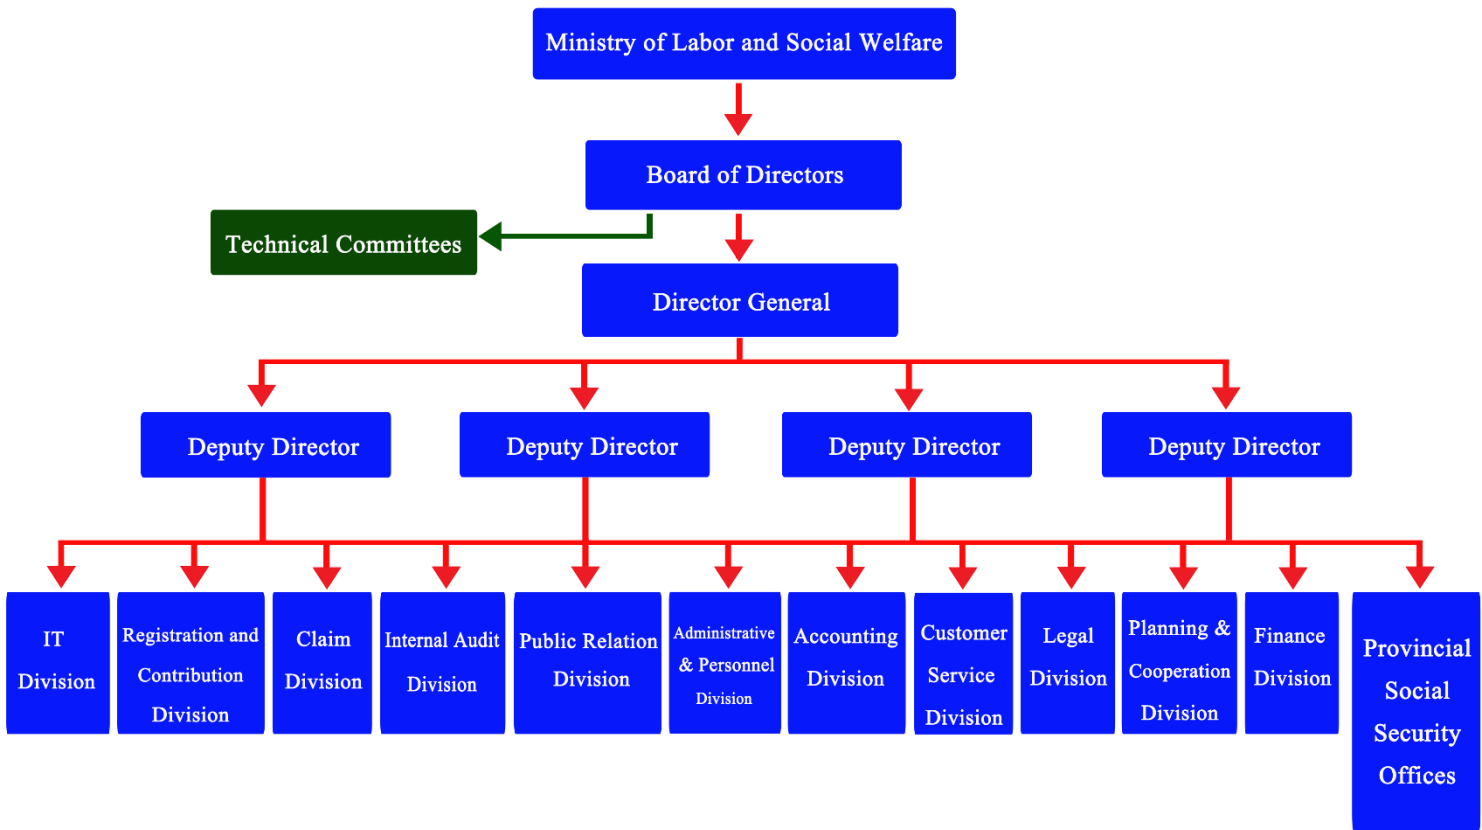 Ministry of Labor and Social Welfare
Board of Directors
Technical Committees
Director General
Deputy Director
Deputy Director
Deputy Director
Deputy Director
IT
Division
Registration and
Contribution
Division
Claim
Division
Internal Audit
Division
Public Relation
Division
Administrative
& Personnel
Division
Accounting
Division
Customer
Service
Division
Legal
Division
Planning &
Cooperation
Division
Finance
Division
Provincial
Social
Security
Offices